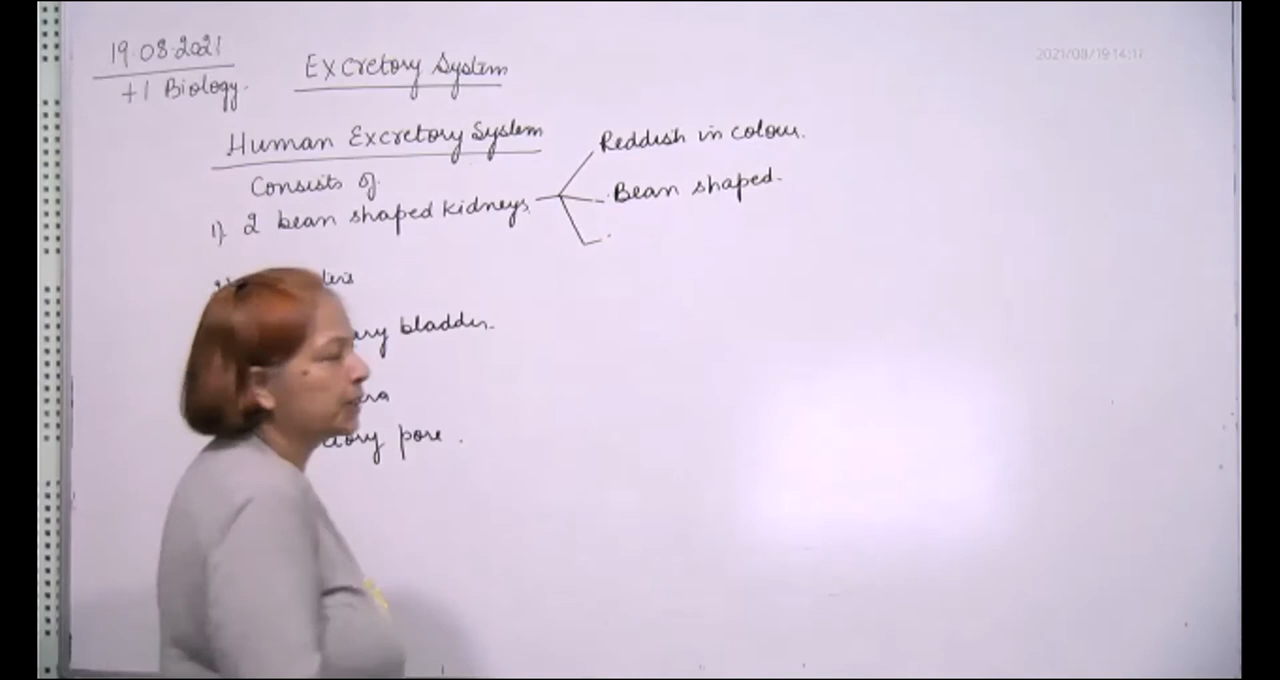 19.08.2021
+1 Biology.
Excretory System
2021/08/19 14:17
Human Excretory System
Reddish in colour.
Consists of
Bean shaped.
1). 2 bean shaped kidneys
bladder.
pore.